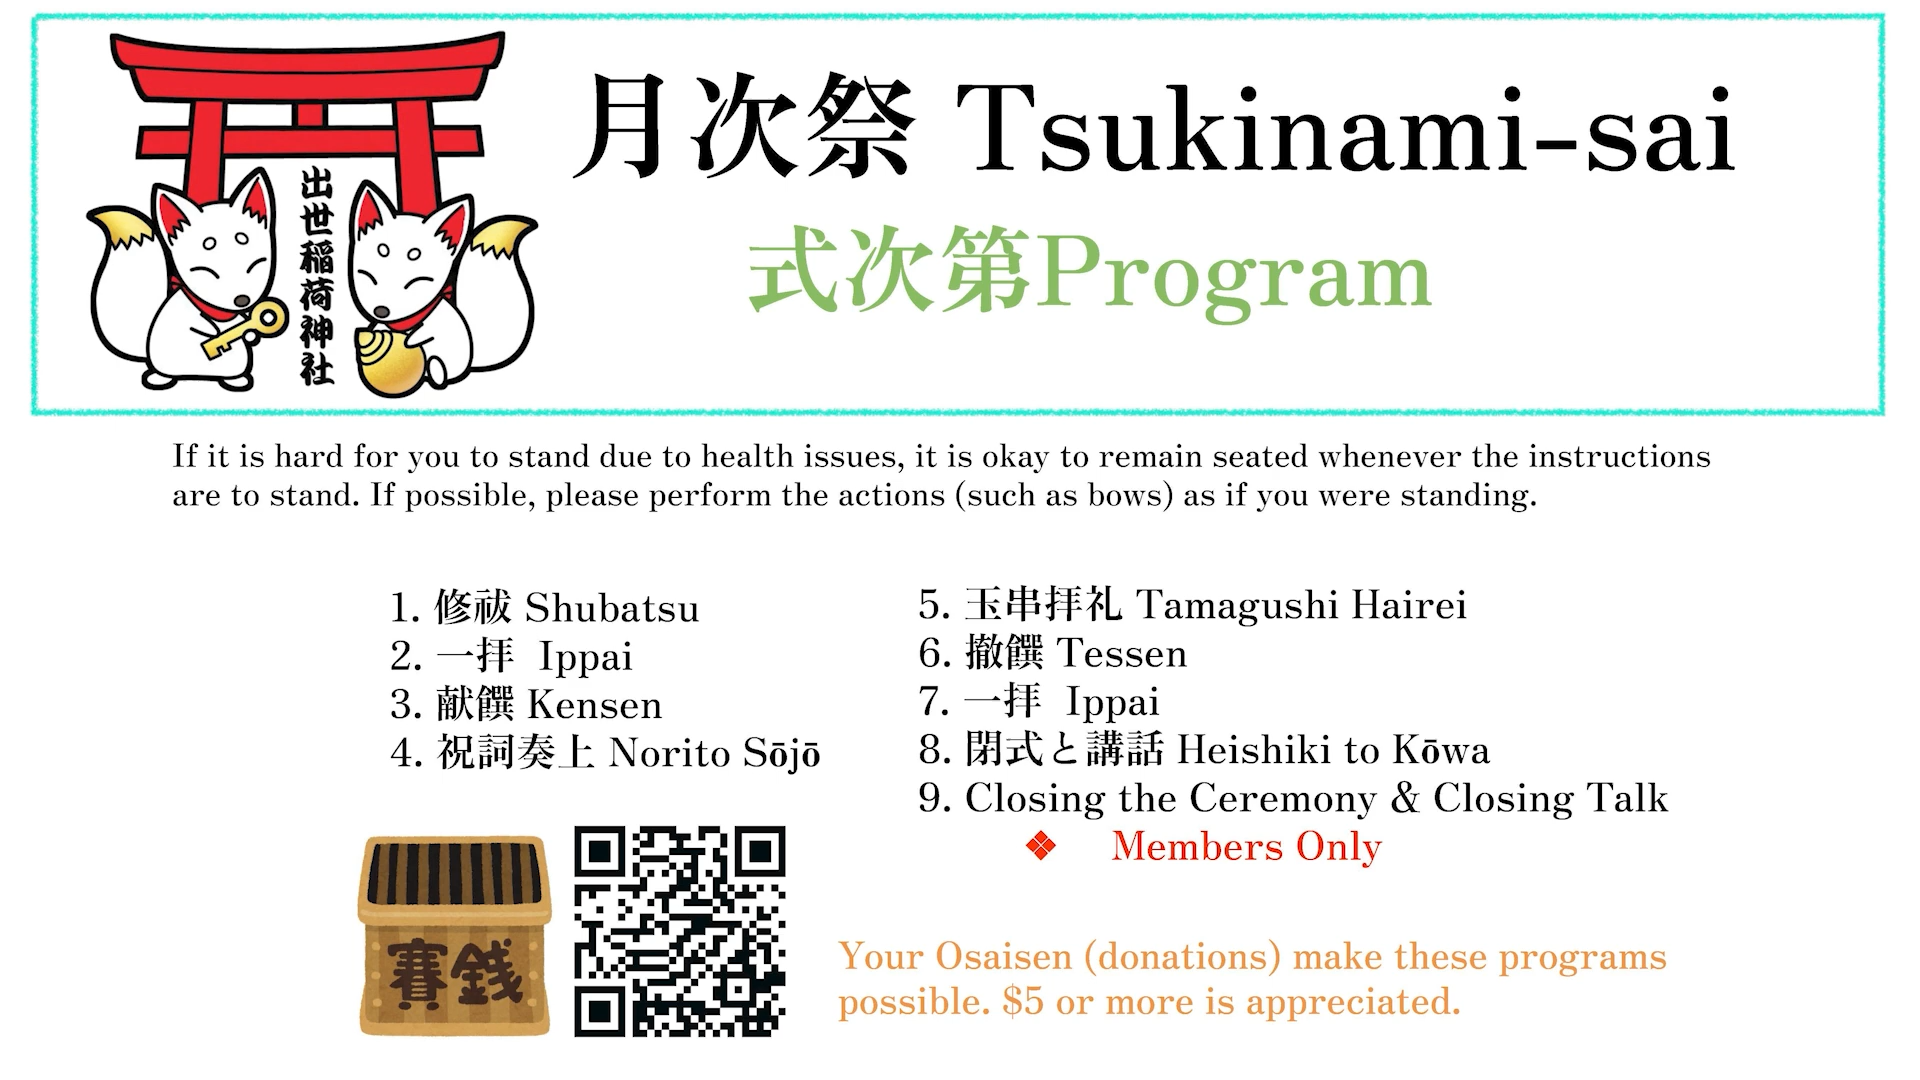 月次祭 Tsukinami-sai
式次第Program
出世稲荷神社
If it is hard for you to stand due to health issues, it is okay to remain seated whenever the instructions
are to stand. If possible, please perform the actions (such as bows) as if you were standing.
1. 修祓 Shubatsu
2. 一拝 Ippai
3. 献饌 Kensen
4. 祝詞奏上 Norito Sōjō
5. 玉串拝礼 Tamagushi Hairei
6. 撤饌 Tessen
7. 一拝 Ippai
8. 閉式と講話 Heishiki to Kōwa
9. Closing the Ceremony & Closing Talk
❖ Members Only
賽銭
Your Osaisen (donations) make these programs
possible. $5 or more is appreciated.